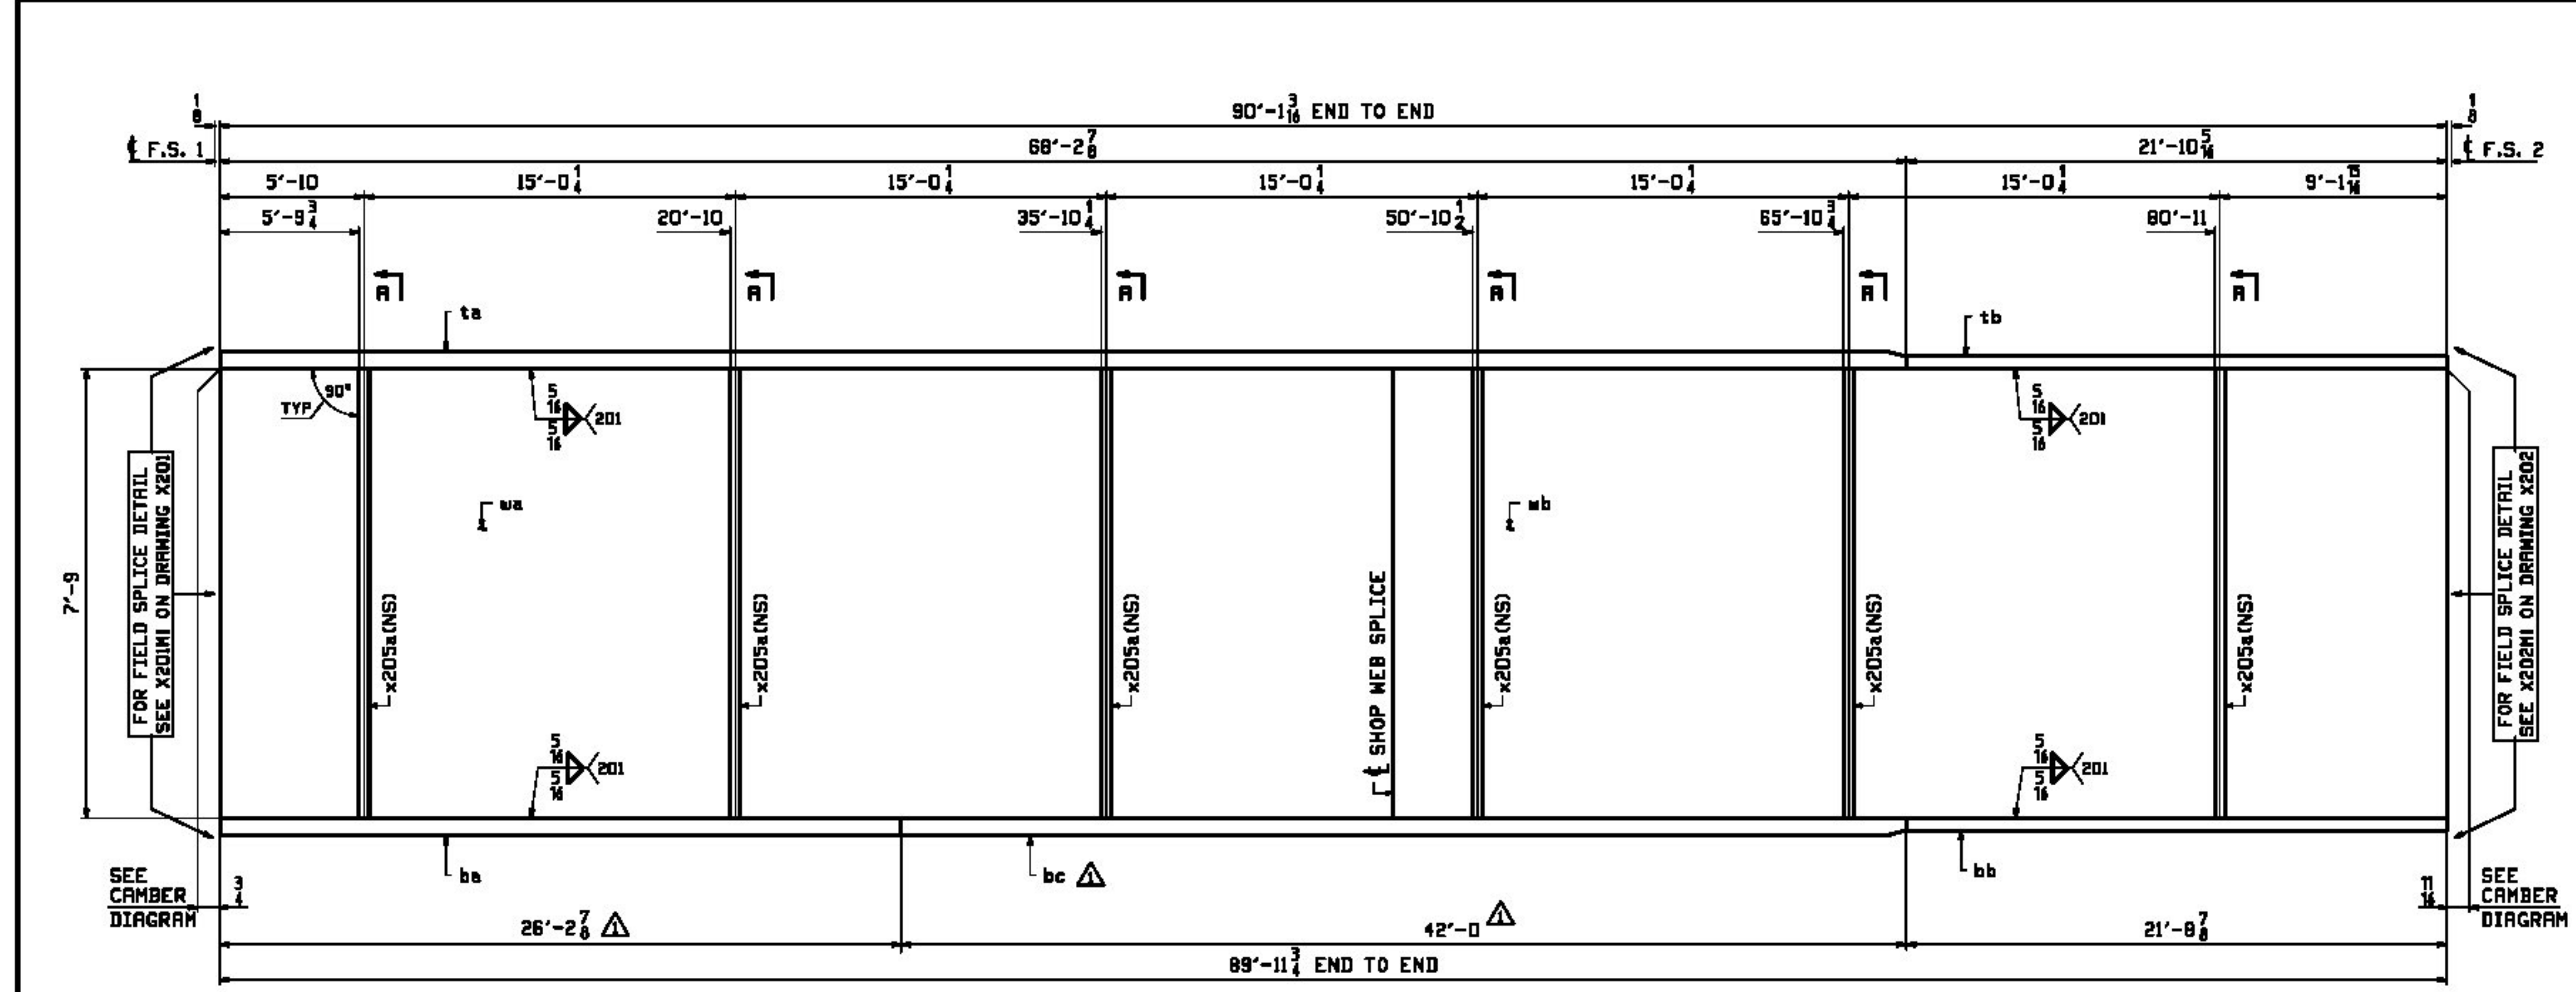 90'-1 3/16 END TO END
1/8
1/8
℄ F.S. 1
68'-2 7/8
21'-10 5/16
℄ F.S. 2
5'-10
15'-0 1/4
15'-0 1/4
15'-0 1/4
15'-0 1/4
15'-0 1/4
9'-1 15/16
5'-9 3/4
20'-10
35'-10 1/4
50'-10 1/2
65'-10 3/4
80'-11
A
A
A
A
A
A
ta
tb
90°
TYP
5/16
5/16
201
5/16
5/16
201
wa
wb
7'-9
FOR FIELD SPLICE DETAIL
SEE X201M1 ON DRAWING X201
x205a(NS)
x205a(NS)
x205a(NS)
℄ SHOP WEB SPLICE
x205a(NS)
x205a(NS)
x205a(NS)
FOR FIELD SPLICE DETAIL
SEE X202M1 ON DRAWING X202
5/16
5/16
201
5/16
5/16
201
ba
bc 1
bb
SEE
CAMBER
DIAGRAM
3/4
11/16
SEE
CAMBER
DIAGRAM
26'-2 7/8 1
42'-0 1
21'-8 7/8
89'-11 3/4 END TO END